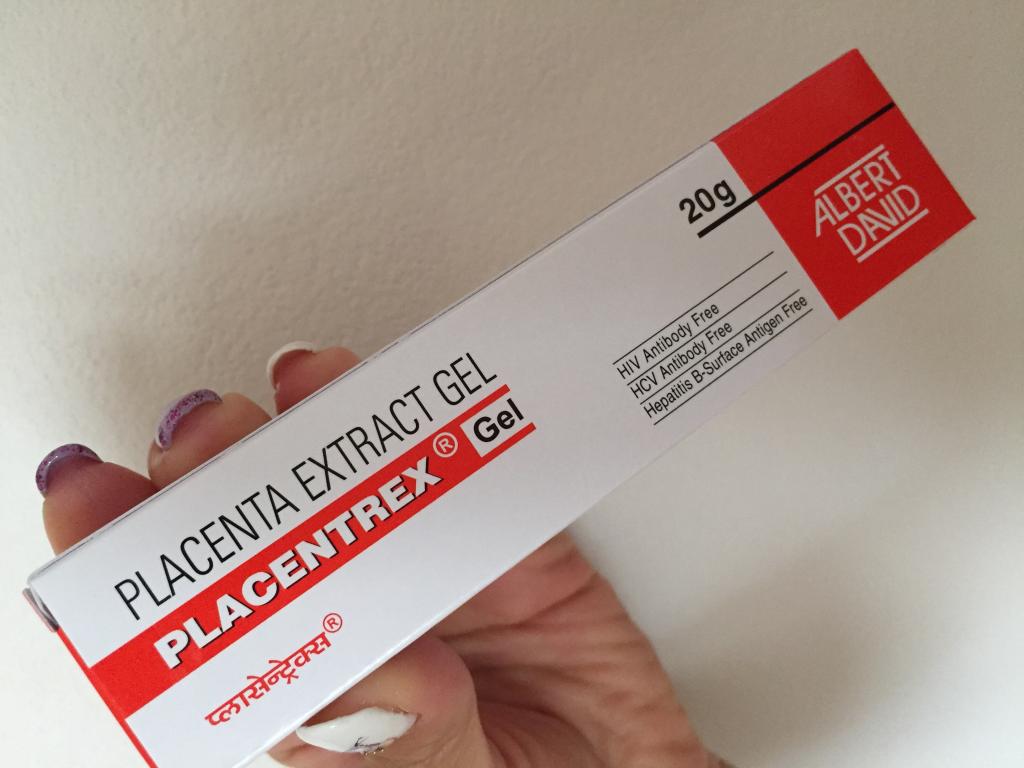 PLACENTA EXTRACT GEL
PLACENTREX® Gel
प्लासेन्ट्रेक्स®
20g
HIV Antibody Free
HCV Antibody Free
Hepatitis B-Surface Antigen Free
ALBERT
DAVID